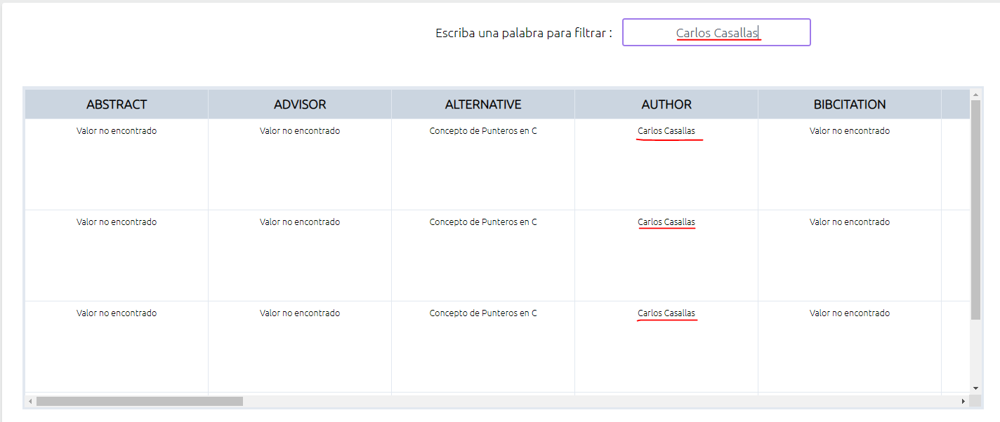 Escriba una palabra para filtrar : Carlos Casallas
ABSTRACT ADVISOR ALTERNATIVE AUTHOR BIBCITATION
Valor no encontrado Valor no encontrado Concepto de Punteros en C Carlos Casallas Valor no encontrado
Valor no encontrado Valor no encontrado Concepto de Punteros en C Carlos Casallas Valor no encontrado
Valor no encontrado Valor no encontrado Concepto de Punteros en C Carlos Casallas Valor no encontrado